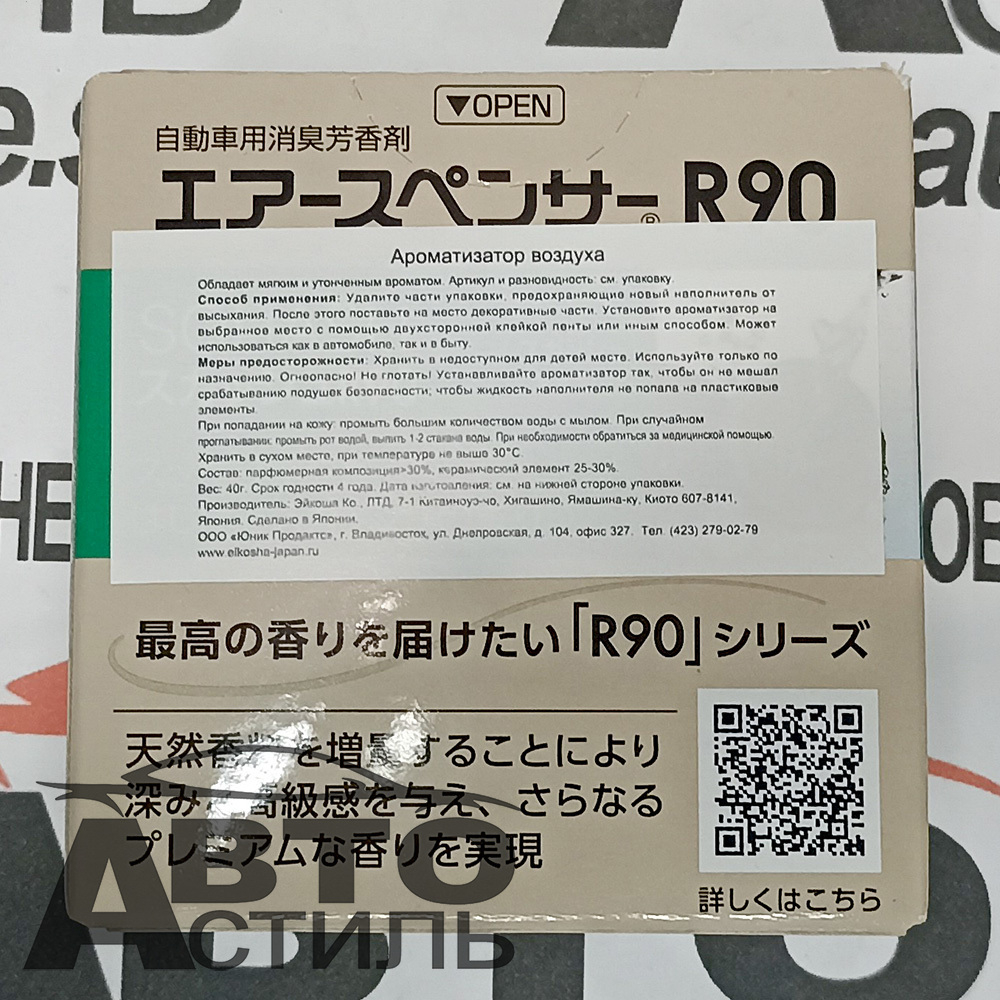 ▼OPEN
自動車用消臭芳香剤
エアースペンサー® R90
Ароматизатор воздуха
Обладает мягким и утонченным ароматом. Артикул и разновидность: см. упаковку.
Способ применения: Удалите части упаковки, предохраняющие новый наполнитель от
высыхания. После этого поставьте на место декоративные части. Установите ароматизатор на
выбранное место с помощью двухсторонней клейкой ленты или иным способом. Может
использоваться как в автомобиле, так и в быту.
Меры предосторожности: Хранить в недоступном для детей месте. Используйте только по
назначению. Огнеопасно! Не глотать! Устанавливайте ароматизатор так, чтобы он не мешал
срабатыванию подушек безопасности; чтобы жидкость наполнителя не попала на пластиковые
элементы.
При попадании на кожу: промыть большим количеством воды с мылом. При случайном
проглатывании: промыть рот водой, выпить 1-2 стакана воды. При необходимости обратиться за медицинской помощью.
Хранить в сухом месте, при температуре не выше 30°С.
Состав: парфюмерная композиция>30%, керамический элемент 25-30%.
Вес: 40г. Срок годности 4 года. Дата изготовления: см. на нижней стороне упаковки.
Производитель: Эйкоша Ко., ЛТД, 7-1 Китаиноуэ-чо, Хигашино, Ямашина-ку, Киото 607-8141,
Япония. Сделано в Японии.
ООО «Юник Продактс», г. Владивосток, ул. Днепровская, д. 104, офис 327. Тел. (423) 279-02-79
www.eikosha-japan.ru
最高の香りを届けたい「R90」シリーズ
天然香料を増量することにより
深みと高級感を与え、さらなる
プレミアムな香りを実現
詳しくはこちら
АВТО
СТИЛЬ